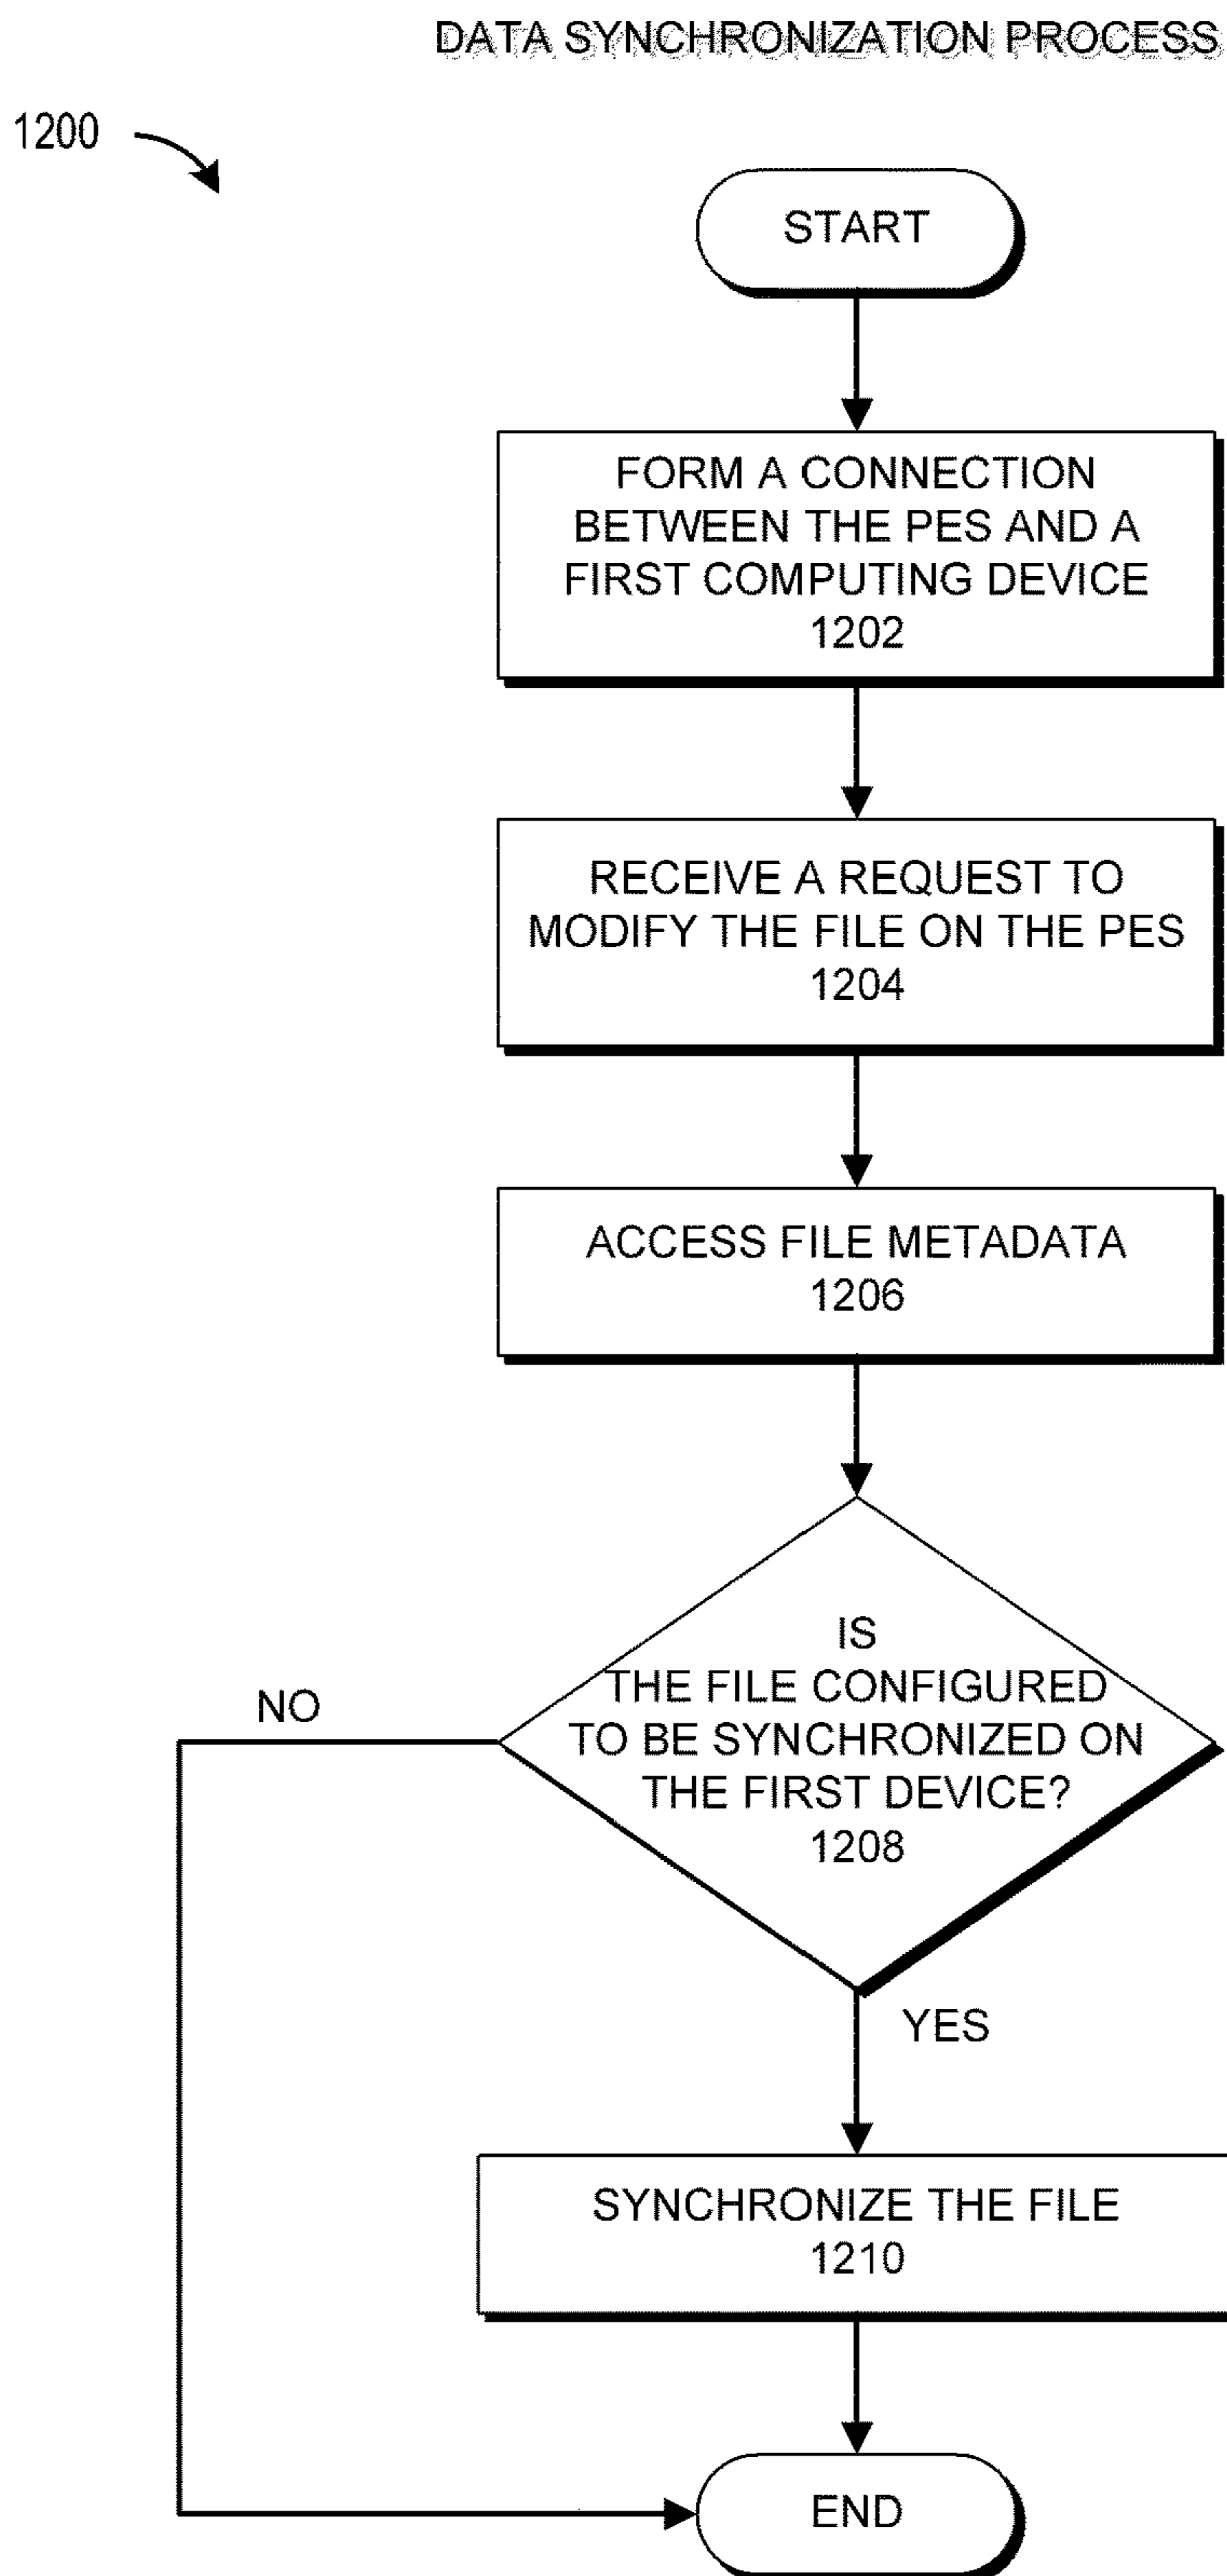 DATA SYNCHRONIZATION PROCESS
1200
START
FORM A CONNECTION
BETWEEN THE PES AND A
FIRST COMPUTING DEVICE
1202
RECEIVE A REQUEST TO
MODIFY THE FILE ON THE PES
1204
ACCESS FILE METADATA
1206
IS
THE FILE CONFIGURED
TO BE SYNCHRONIZED ON
THE FIRST DEVICE?
1208
NO
YES
SYNCHRONIZE THE FILE
1210
END